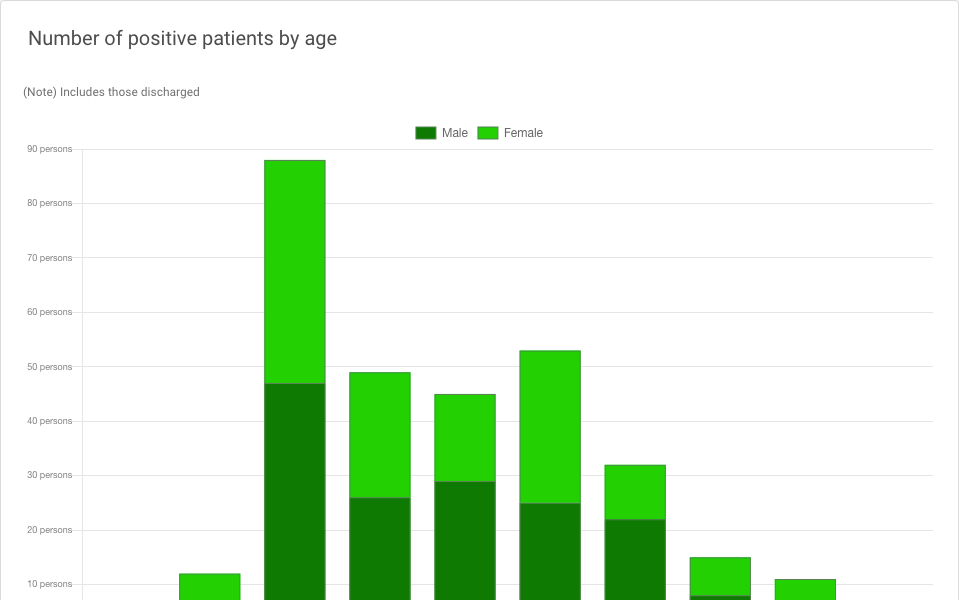 Number of positive patients by age
(Note) Includes those discharged
Male Female
90 persons
80 persons
70 persons
60 persons
50 persons
40 persons
30 persons
20 persons
10 persons